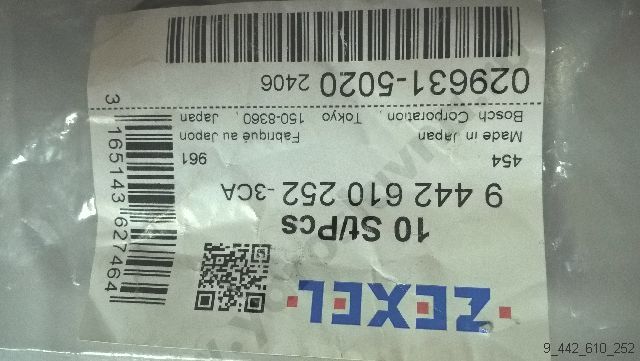 ZEXEL
10 St/Pcs
9 442 610 252 -3CA
454 961
Made in Japan Fabriqué au Japon
Bosch Corporation, Tokyo 150-8360, Japan
029631-5020 2406
3 165143 627464
9_442_610_252